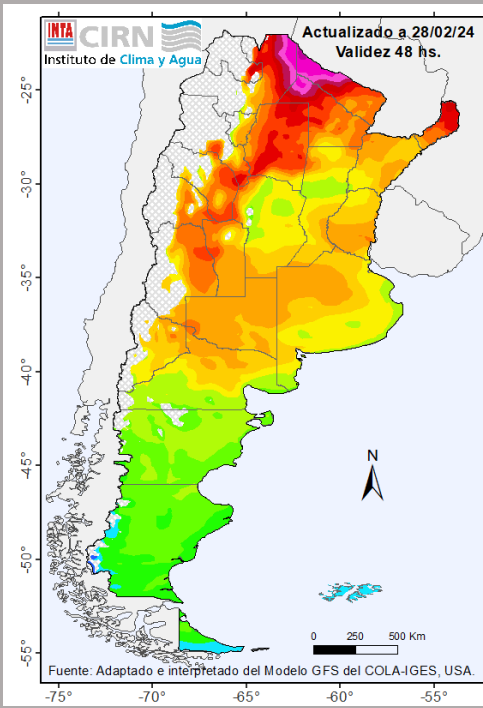 INTA CIRN
Instituto de Clima y Agua
Actualizado a 28/02/24
Validez 48 hs.
-25°
-30°
-35°
-40°
-45°
-50°
-55°
N
0 250 500 Km
Fuente: Adaptado e interpretado del Modelo GFS del COLA-IGES, USA.
-75° -70° -65° -60° -55°